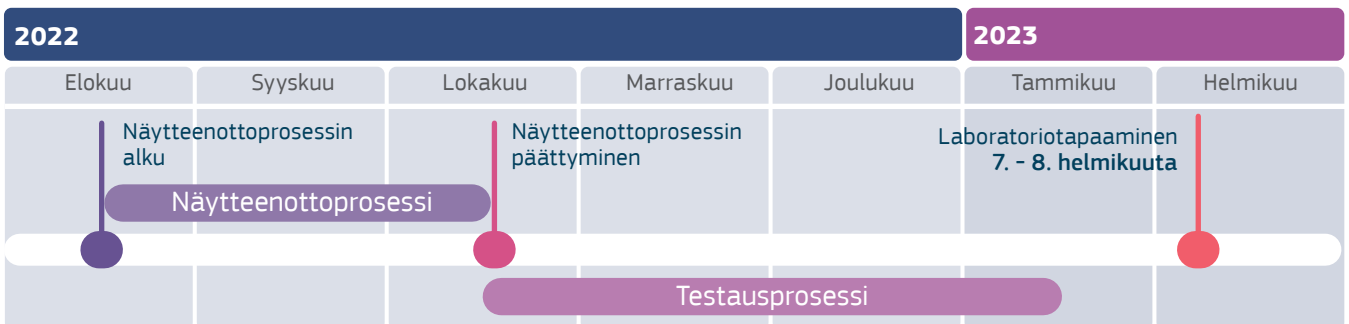 2022
2023
Elokuu
Syyskuu
Lokakuu
Marraskuu
Joulukuu
Tammikuu
Helmikuu
Näytteenottoprosessin
alku
Näytteenottoprosessin
päättyminen
Laboratoriotapaaminen
7. - 8. helmikuuta
Näytteenottoprosessi
Testausprosessi